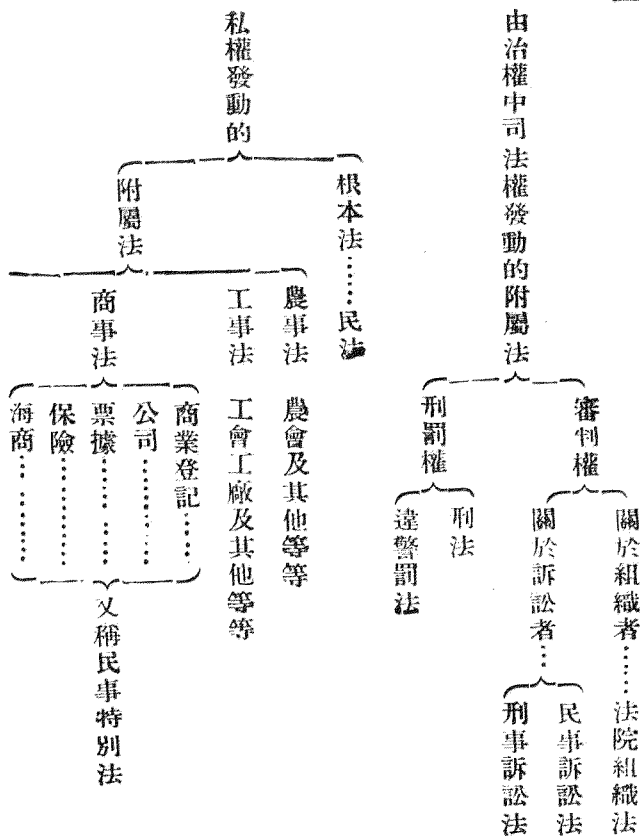 由治權中司法權發動的附屬法
審判權
關於組織者……法院組織法
關於訴訟者…
民事訴訟法
刑事訴訟法
刑罰權
刑法
違警罰法
私權發動的
根本法……民法
附屬法
農事法 農會及其他等等
工事法 工會工廠及其他等等
商事法
商業登記……
公司………
票據………
保險………
海商………
又稱民事特別法